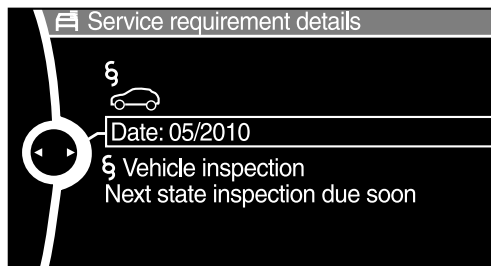 Service requirement details
§
Date: 05/2010
§ Vehicle inspection
Next state inspection due soon